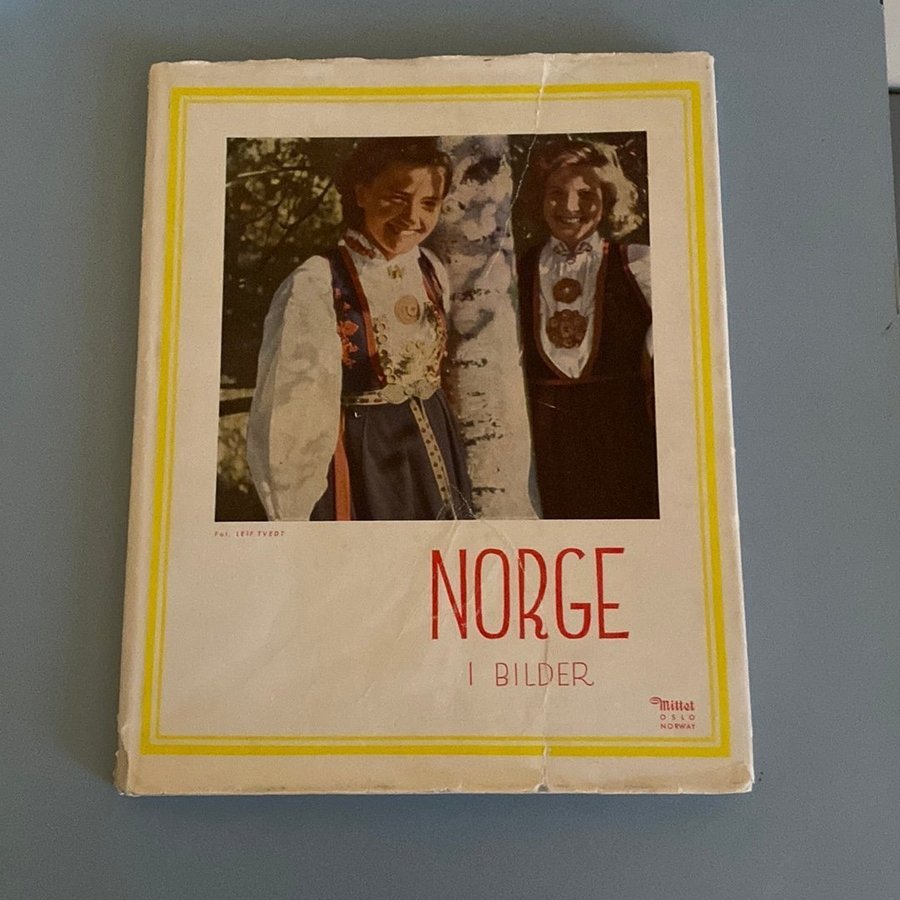 Fot. LEIF TVEDT
NORGE
I BILDER
Mittet
OSLO
NORWAY